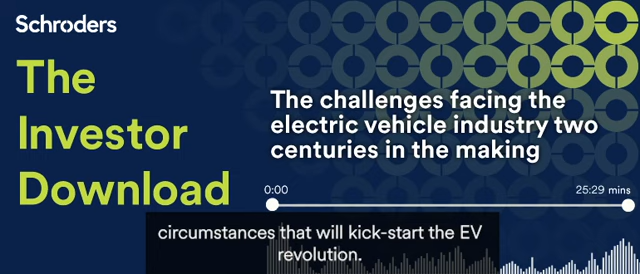 Schroders
The
Investor
Download
The challenges facing the
electric vehicle industry two
centuries in the making
0:00
25:29 mins
circumstances that will kick-start the EV
revolution.